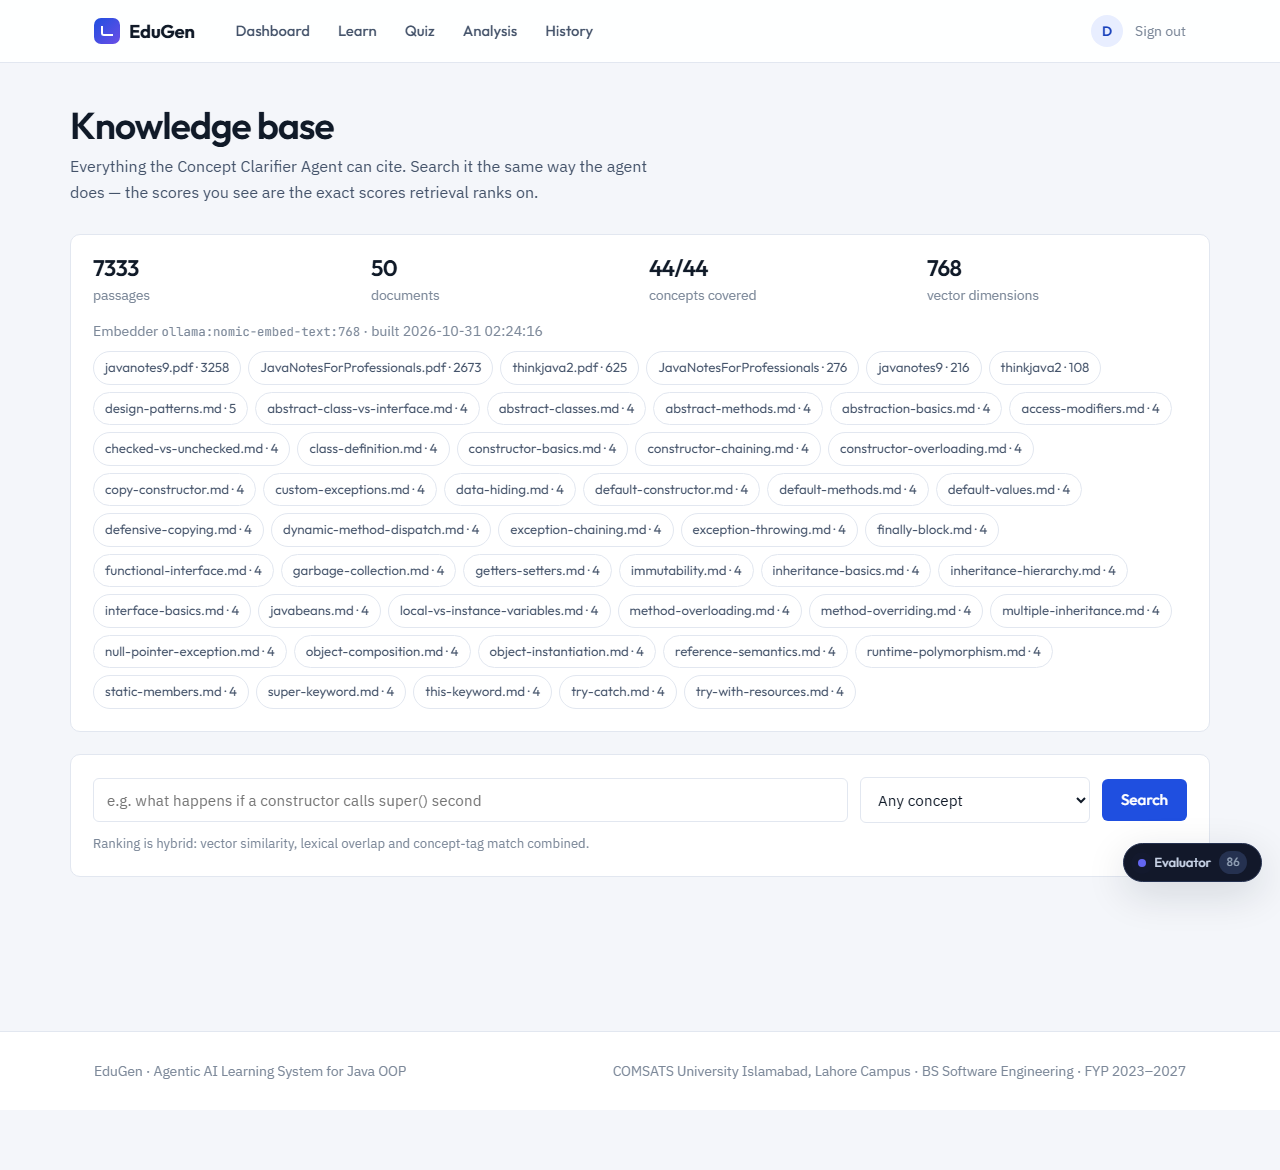 EduGen Dashboard Learn Quiz Analysis History D Sign out
Knowledge base
Everything the Concept Clarifier Agent can cite. Search it the same way the agent
does — the scores you see are the exact scores retrieval ranks on.
7333 50 44/44 768
passages documents concepts covered vector dimensions
Embedder ollama:nomic-embed-text:768 · built 2026-10-31 02:24:16
javanotes9.pdf · 3258 JavaNotesForProfessionals.pdf · 2673 thinkjava2.pdf · 625 JavaNotesForProfessionals · 276 javanotes9 · 216 thinkjava2 · 108
design-patterns.md · 5 abstract-class-vs-interface.md · 4 abstract-classes.md · 4 abstract-methods.md · 4 abstraction-basics.md · 4 access-modifiers.md · 4
checked-vs-unchecked.md · 4 class-definition.md · 4 constructor-basics.md · 4 constructor-chaining.md · 4 constructor-overloading.md · 4
copy-constructor.md · 4 custom-exceptions.md · 4 data-hiding.md · 4 default-constructor.md · 4 default-methods.md · 4 default-values.md · 4
defensive-copying.md · 4 dynamic-method-dispatch.md · 4 exception-chaining.md · 4 exception-throwing.md · 4 finally-block.md · 4
functional-interface.md · 4 garbage-collection.md · 4 getters-setters.md · 4 immutability.md · 4 inheritance-basics.md · 4 inheritance-hierarchy.md · 4
interface-basics.md · 4 javabeans.md · 4 local-vs-instance-variables.md · 4 method-overloading.md · 4 method-overriding.md · 4 multiple-inheritance.md · 4
null-pointer-exception.md · 4 object-composition.md · 4 object-instantiation.md · 4 reference-semantics.md · 4 runtime-polymorphism.md · 4
static-members.md · 4 super-keyword.md · 4 this-keyword.md · 4 try-catch.md · 4 try-with-resources.md · 4
e.g. what happens if a constructor calls super() second Any concept Search
Ranking is hybrid: vector similarity, lexical overlap and concept-tag match combined.
Evaluator 86
EduGen · Agentic AI Learning System for Java OOP COMSATS University Islamabad, Lahore Campus · BS Software Engineering · FYP 2023–2027